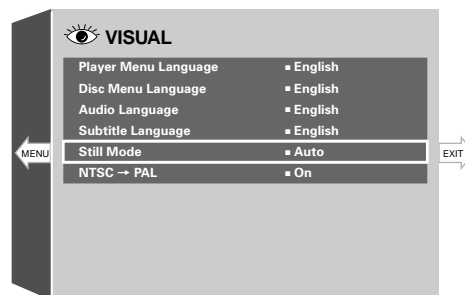 VISUAL
Player Menu Language ▪ English
Disc Menu Language ▪ English
Audio Language ▪ English
Subtitle Language ▪ English
MENU
Still Mode ▪ Auto
EXIT
NTSC → PAL ▪ On